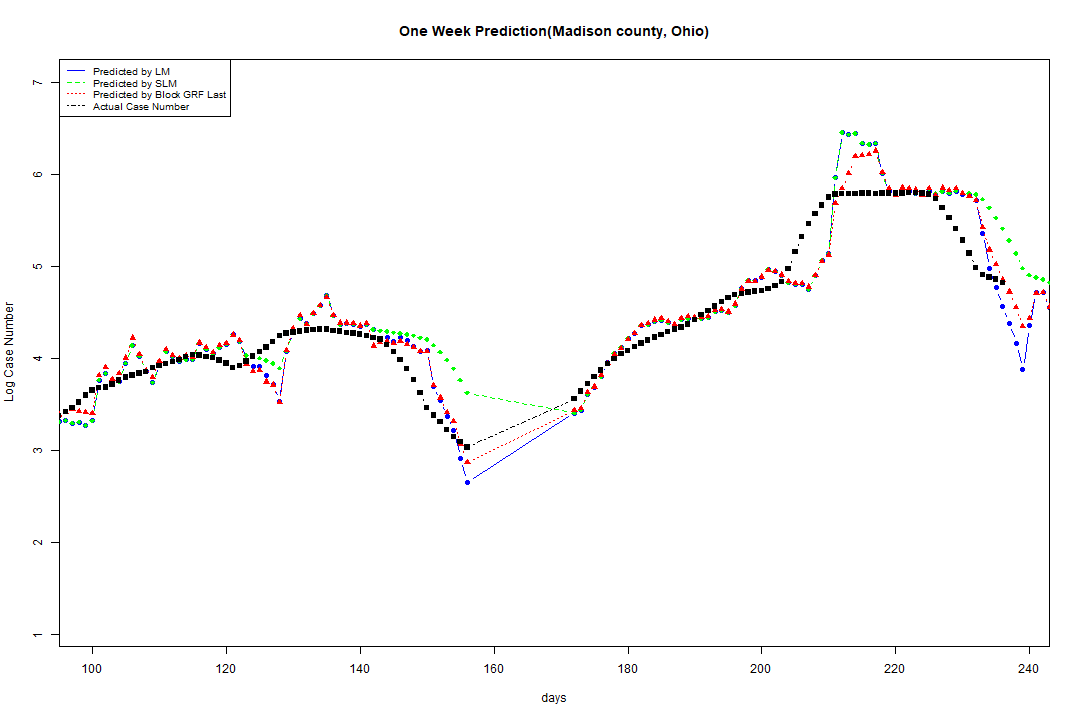 One Week Prediction(Madison county, Ohio)
Predicted by LM
Predicted by SLM
Predicted by Block GRF Last
Actual Case Number
7
6
5
4
3
2
1
Log Case Number
100 120 140 160 180 200 220 240
days